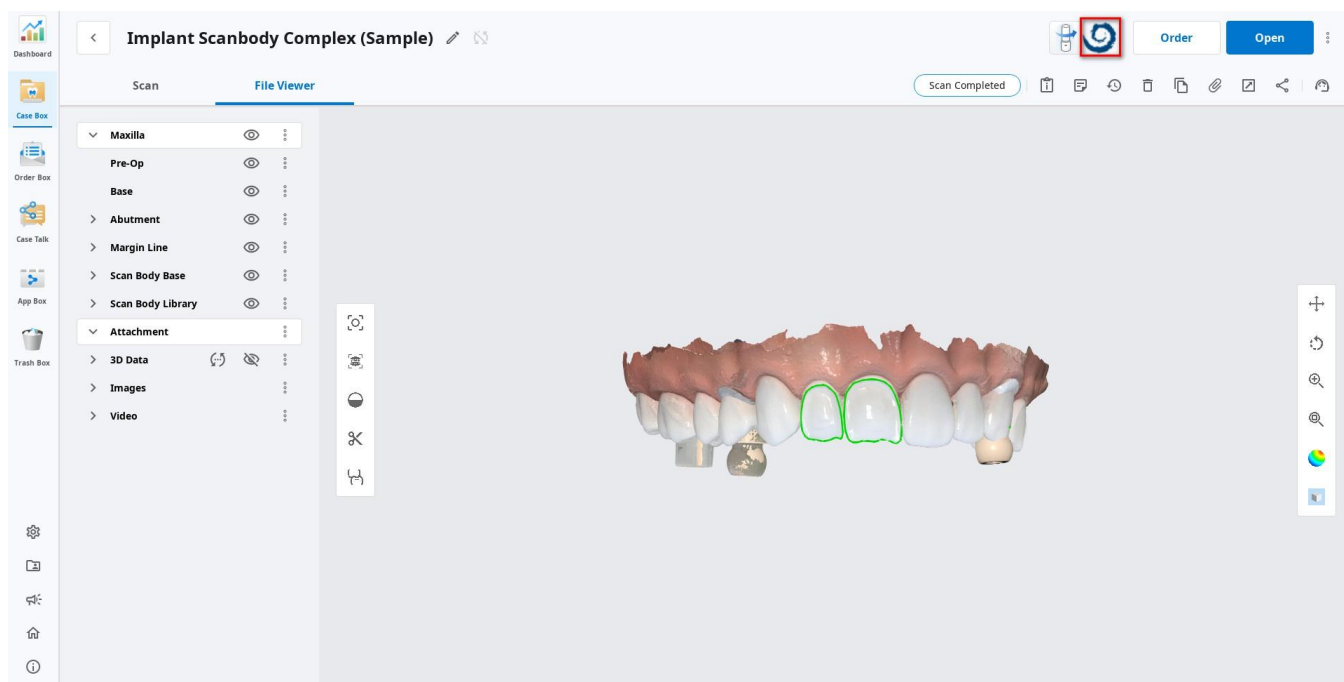 Dashboard
Case Box
Order Box
Case Talk
App Box
Trash Box
Implant Scanbody Complex (Sample)
Order
Open
Scan
File Viewer
Scan Completed
Maxilla
Pre-Op
Base
Abutment
Margin Line
Scan Body Base
Scan Body Library
Attachment
3D Data
Images
Video